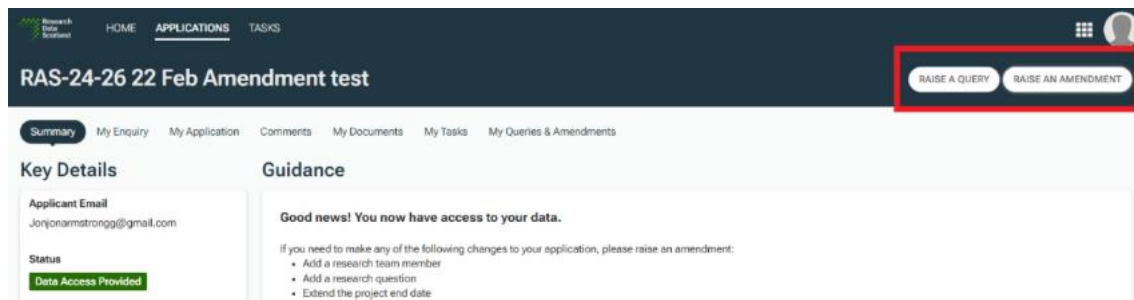 Research
Data
Scotland
HOME APPLICATIONS TASKS
RAS-24-26 22 Feb Amendment test
RAISE A QUERY RAISE AN AMENDMENT
Summary My Enquiry My Application Comments My Documents My Tasks My Queries & Amendments
Key Details
Guidance
Applicant Email
Jonjonarmstrongg@gmail.com
Status
Data Access Provided
Good news! You now have access to your data.
If you need to make any of the following changes to your application, please raise an amendment:
• Add a research team member
• Add a research question
• Extend the project end date